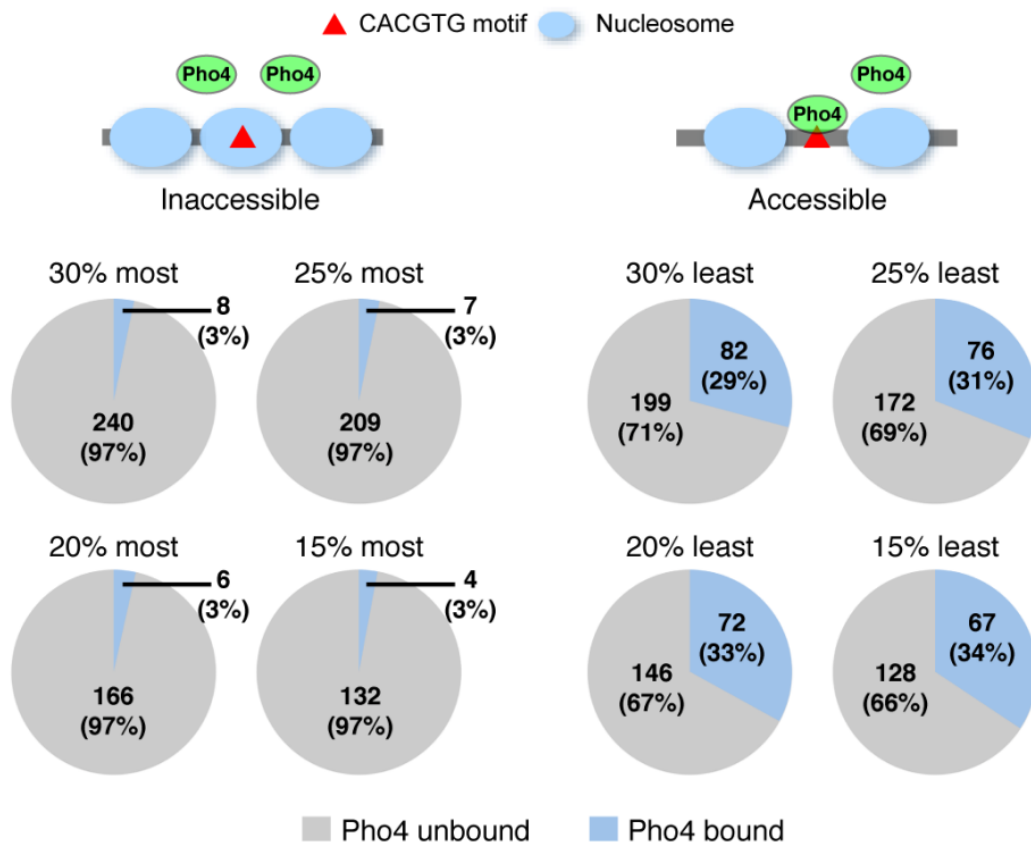 CACGTG motif Nucleosome
Pho4 Pho4 Pho4
Pho4
Inaccessible Accessible
30% most 25% most 30% least 25% least
8 7
(3%) (3%)
82 76
(29%) (31%)
199 172
(71%) (69%)
240 209
(97%) (97%)
20% most 15% most 20% least 15% least
6 4
(3%) (3%)
72 67
(33%) (34%)
146 128
(67%) (66%)
166 132
(97%) (97%)
Pho4 unbound Pho4 bound